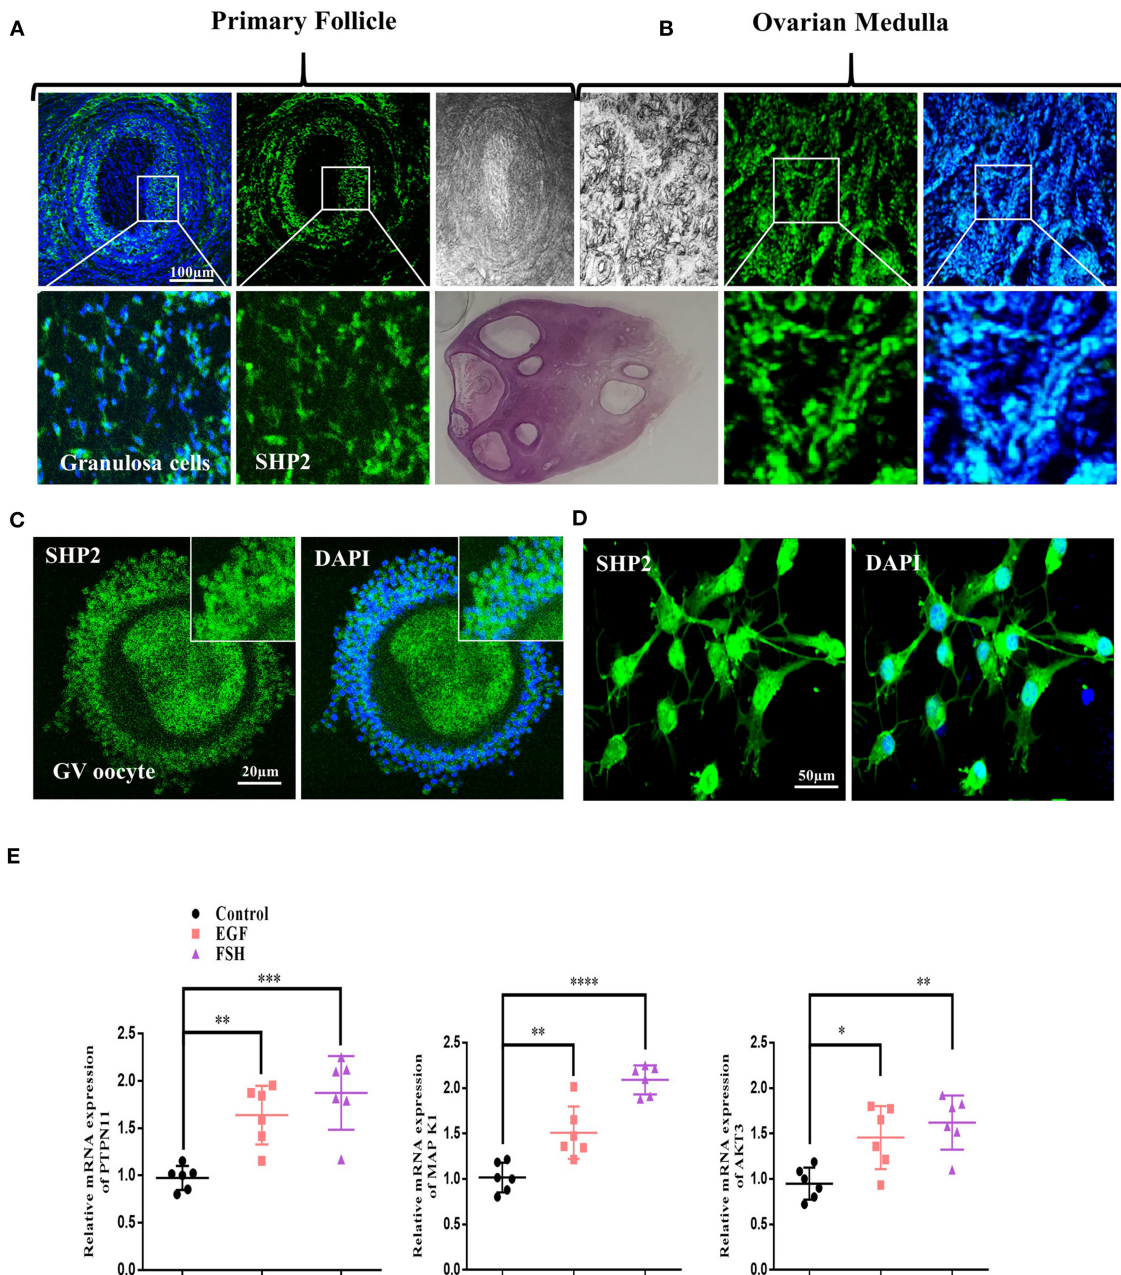 A
Primary Follicle
B
Ovarian Medulla
100µm
Granulosa cells
SHP2
C
SHP2
DAPI
GV oocyte
20µm
D
SHP2
DAPI
50µm
E
Control
EGF
FSH
Relative mRNA expression
of PTPN11
2.5
2.0
1.5
1.0
0.5
0.0
**
***
Relative mRNA expression
of MAP K1
2.5
2.0
1.5
1.0
0.5
0.0
**
****
Relative mRNA expression
of AKT3
2.5
2.0
1.5
1.0
0.5
0.0
*
**